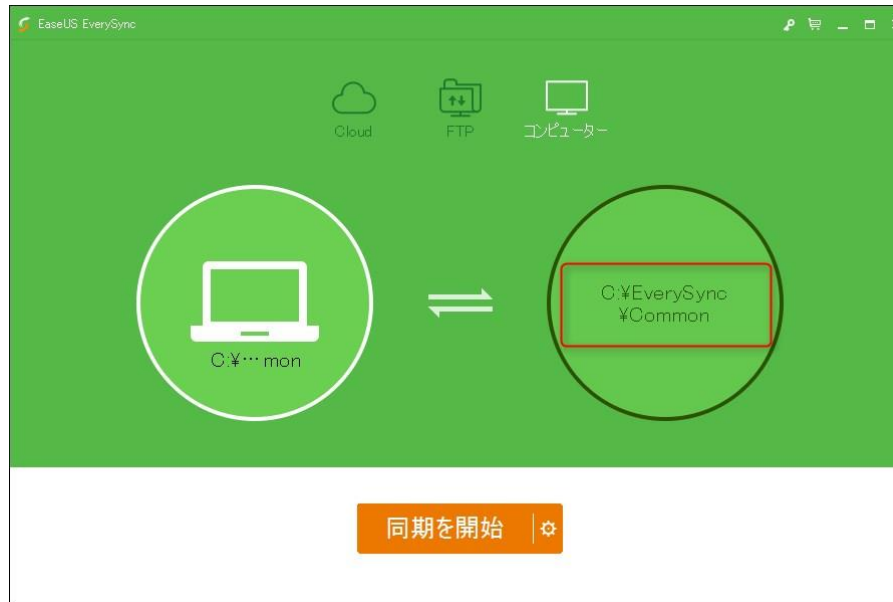 EaseUS EverySync
Cloud
FTP
コンピューター
C:¥… mon
C:¥EverySync
¥Common
同期を開始